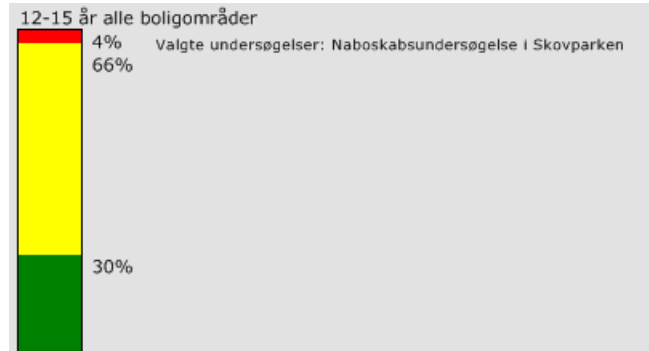 12-15 år alle boligområder
4% Valgte undersøgelser: Naboskabsundersøgelse i Skovparken
66%
30%